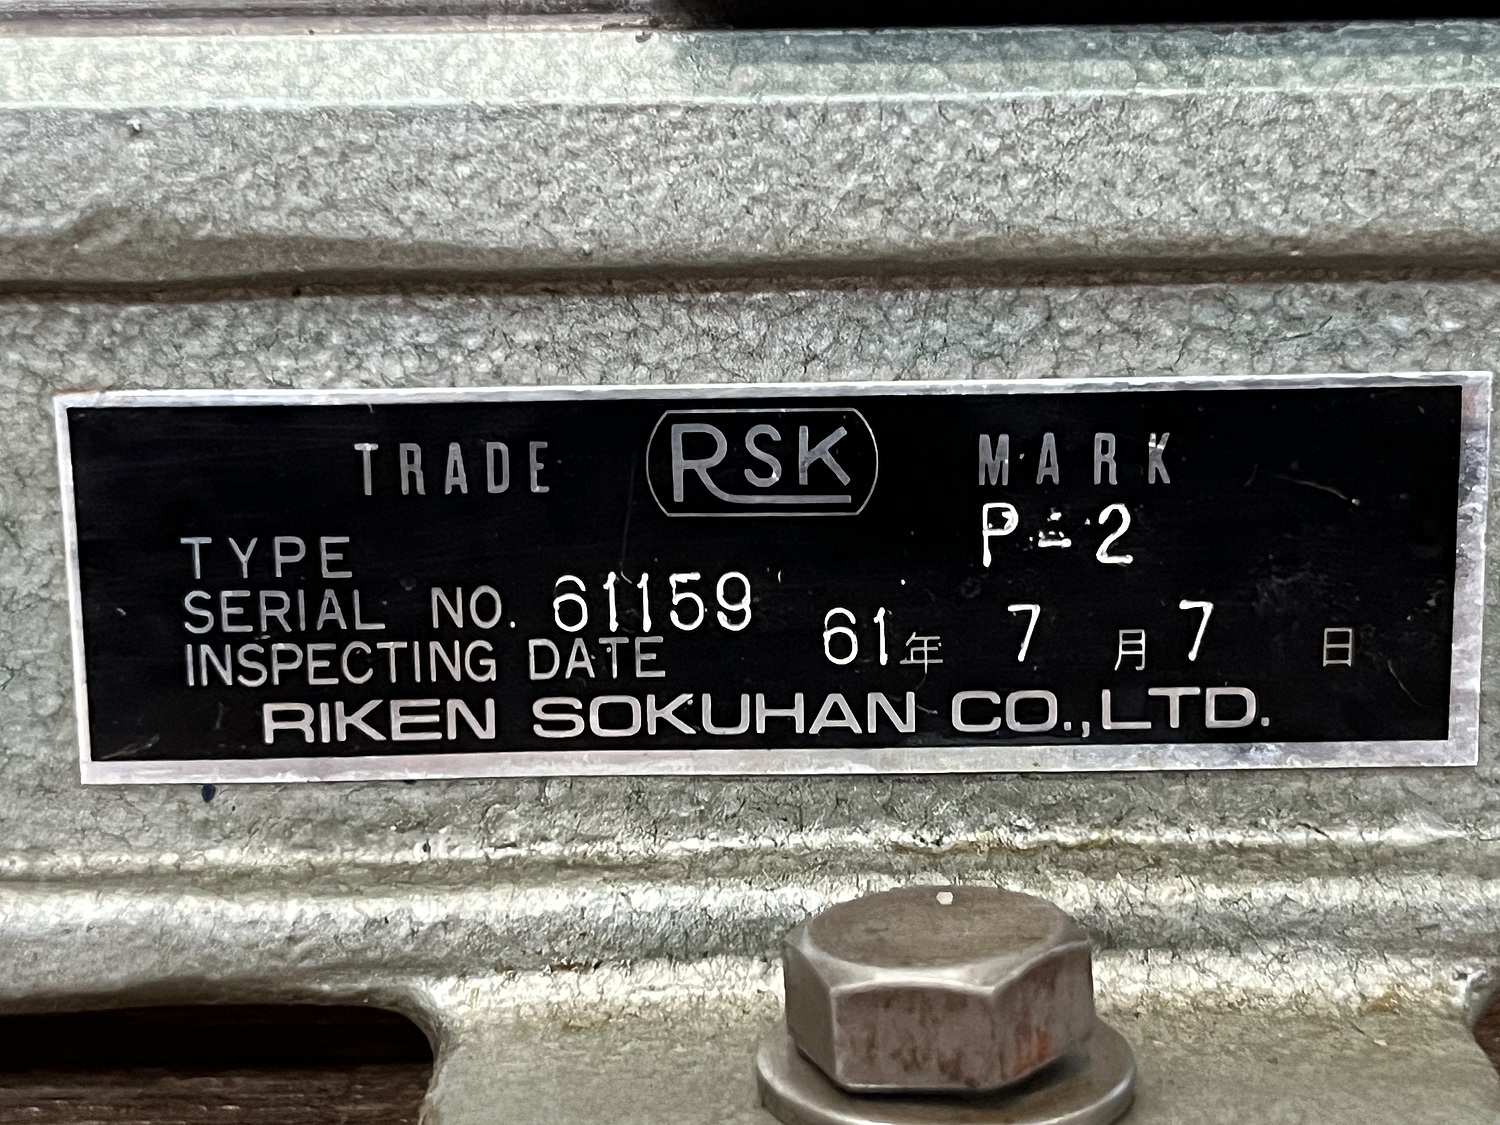 TRADE RSK MARK
TYPE P-2
SERIAL NO. 61159
INSPECTING DATE 61年 7月7日
RIKEN SOKUHAN CO.,LTD.